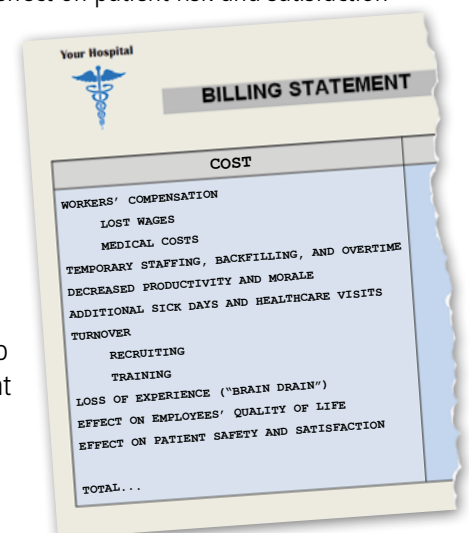 effect on patient risk and satisfaction
Your Hospital
BILLING STATEMENT
COST
WORKERS' COMPENSATION
LOST WAGES
MEDICAL COSTS
TEMPORARY STAFFING, BACKFILLING, AND OVERTIME
DECREASED PRODUCTIVITY AND MORALE
ADDITIONAL SICK DAYS AND HEALTHCARE VISITS
TURNOVER
RECRUITING
TRAINING
LOSS OF EXPERIENCE ("BRAIN DRAIN")
EFFECT ON EMPLOYEES' QUALITY OF LIFE
EFFECT ON PATIENT SAFETY AND SATISFACTION
TOTAL...